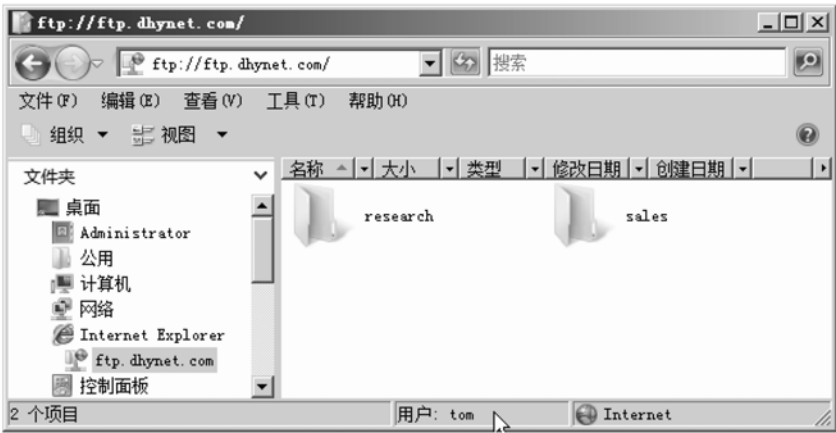 ftp://ftp.dhynet.com/
ftp://ftp.dhynet.com/ 搜索
文件(F) 编辑(E) 查看(V) 工具(T) 帮助(H)
组织 视图
文件夹
名称 大小 类型 修改日期 创建日期
桌面
Administrator
公用
计算机
网络
Internet Explorer
ftp.dhynet.com
控制面板
research sales
2 个项目 用户: tom Internet